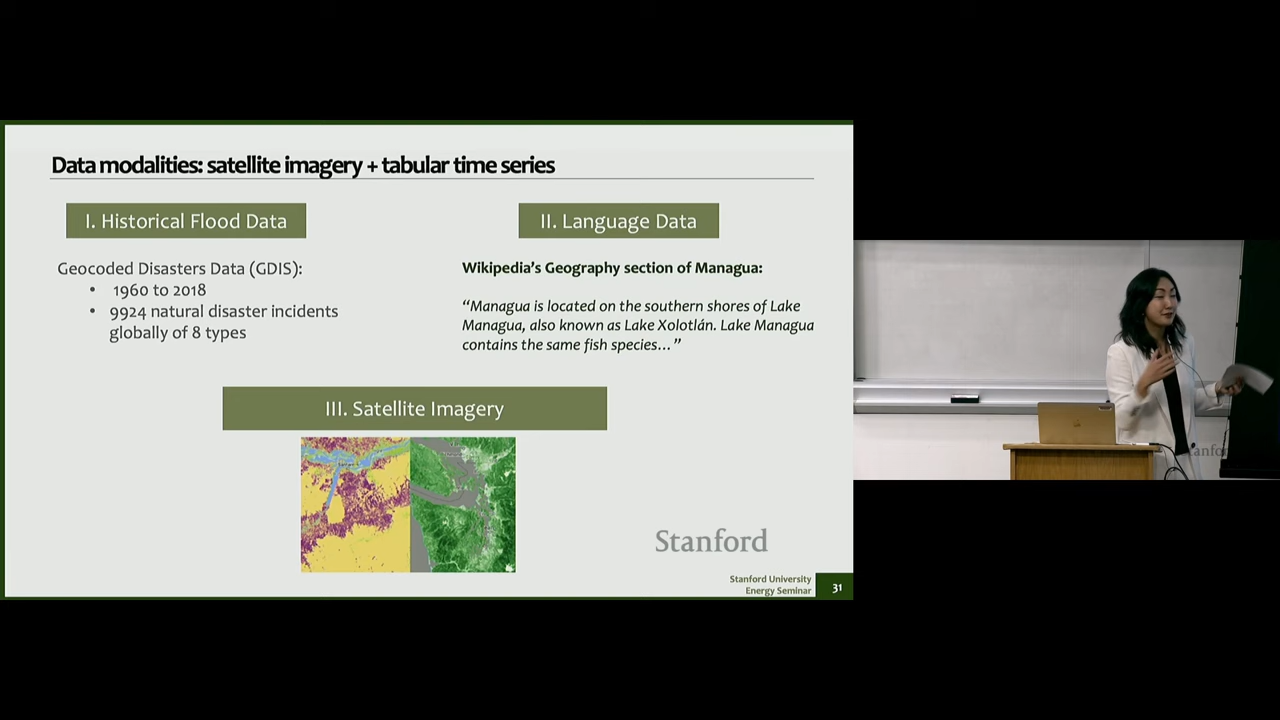 Data modalities: satellite imagery + tabular time series
I. Historical Flood Data
Geocoded Disasters Data (GDIS):
• 1960 to 2018
• 9924 natural disaster incidents
globally of 8 types
II. Language Data
Wikipedia's Geography section of Managua:
“Managua is located on the southern shores of Lake
Managua, also known as Lake Xolotlán. Lake Managua
contains the same fish species…”
III. Satellite Imagery
Stanford
Stanford University
Energy Seminar
31